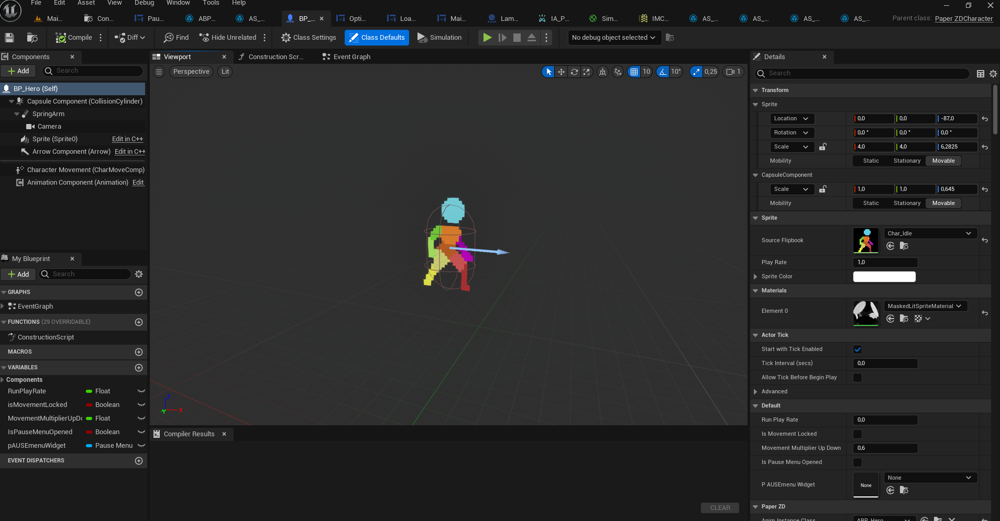 File Edit Asset View Debug Window Tools Help
Mai... Con... Pau... ABP... AS_... BP_... Opti... Loa... Mai... Lam... IA_P... Sim... IMC... AS_... AS_... AS_... AS_... Parent class: Paper ZDCharacter
Compile Diff Find Hide Unrelated Class Settings Class Defaults Simulation No debug object selected
Components
Add Search
BP_Hero (Self)
Capsule Component (CollisionCylinder)
SpringArm
Camera
Sprite (Sprite0) Edit in C++
Arrow Component (Arrow) Edit in C++
Character Movement (CharMoveComp)
Animation Component (Animation) Edit
My Blueprint
Add Search
GRAPHS
EventGraph
FUNCTIONS (29 OVERRIDABLE)
ConstructionScript
MACROS
VARIABLES
Components
RunPlayRate Float
isMovementLocked Boolean
MovementMultiplierUpDo Float
IsPauseMenuOpened Boolean
pAUSEmenuWidget Pause Menu
EVENT DISPATCHERS
Viewport Construction Scr... Event Graph
Perspective Lit 10 10° 0,25 1
Z
X
Y
Compiler Results
CLEAR
Details
Search
Transform
Sprite
Location 0,0 0,0 -87,0
Rotation 0,0 ° 0,0 ° 0,0 °
Scale 4,0 4,0 6,2825
Mobility Static Stationary Movable
CapsuleComponent
Scale 1,0 1,0 0,645
Mobility Static Stationary Movable
Sprite
Source Flipbook Char_Idle
Play Rate 1,0
Sprite Color
Materials
Element 0 MaskedLitSpriteMaterial
Actor Tick
Start with Tick Enabled
Tick Interval (secs) 0,0
Allow Tick Before Begin Play
Advanced
Default
Run Play Rate 0,0
Is Movement Locked
Movement Multiplier Up Down 0,6
Is Pause Menu Opened
P AUSEmenu Widget None None
Paper ZD
Anim Instance Class ABP_Hero